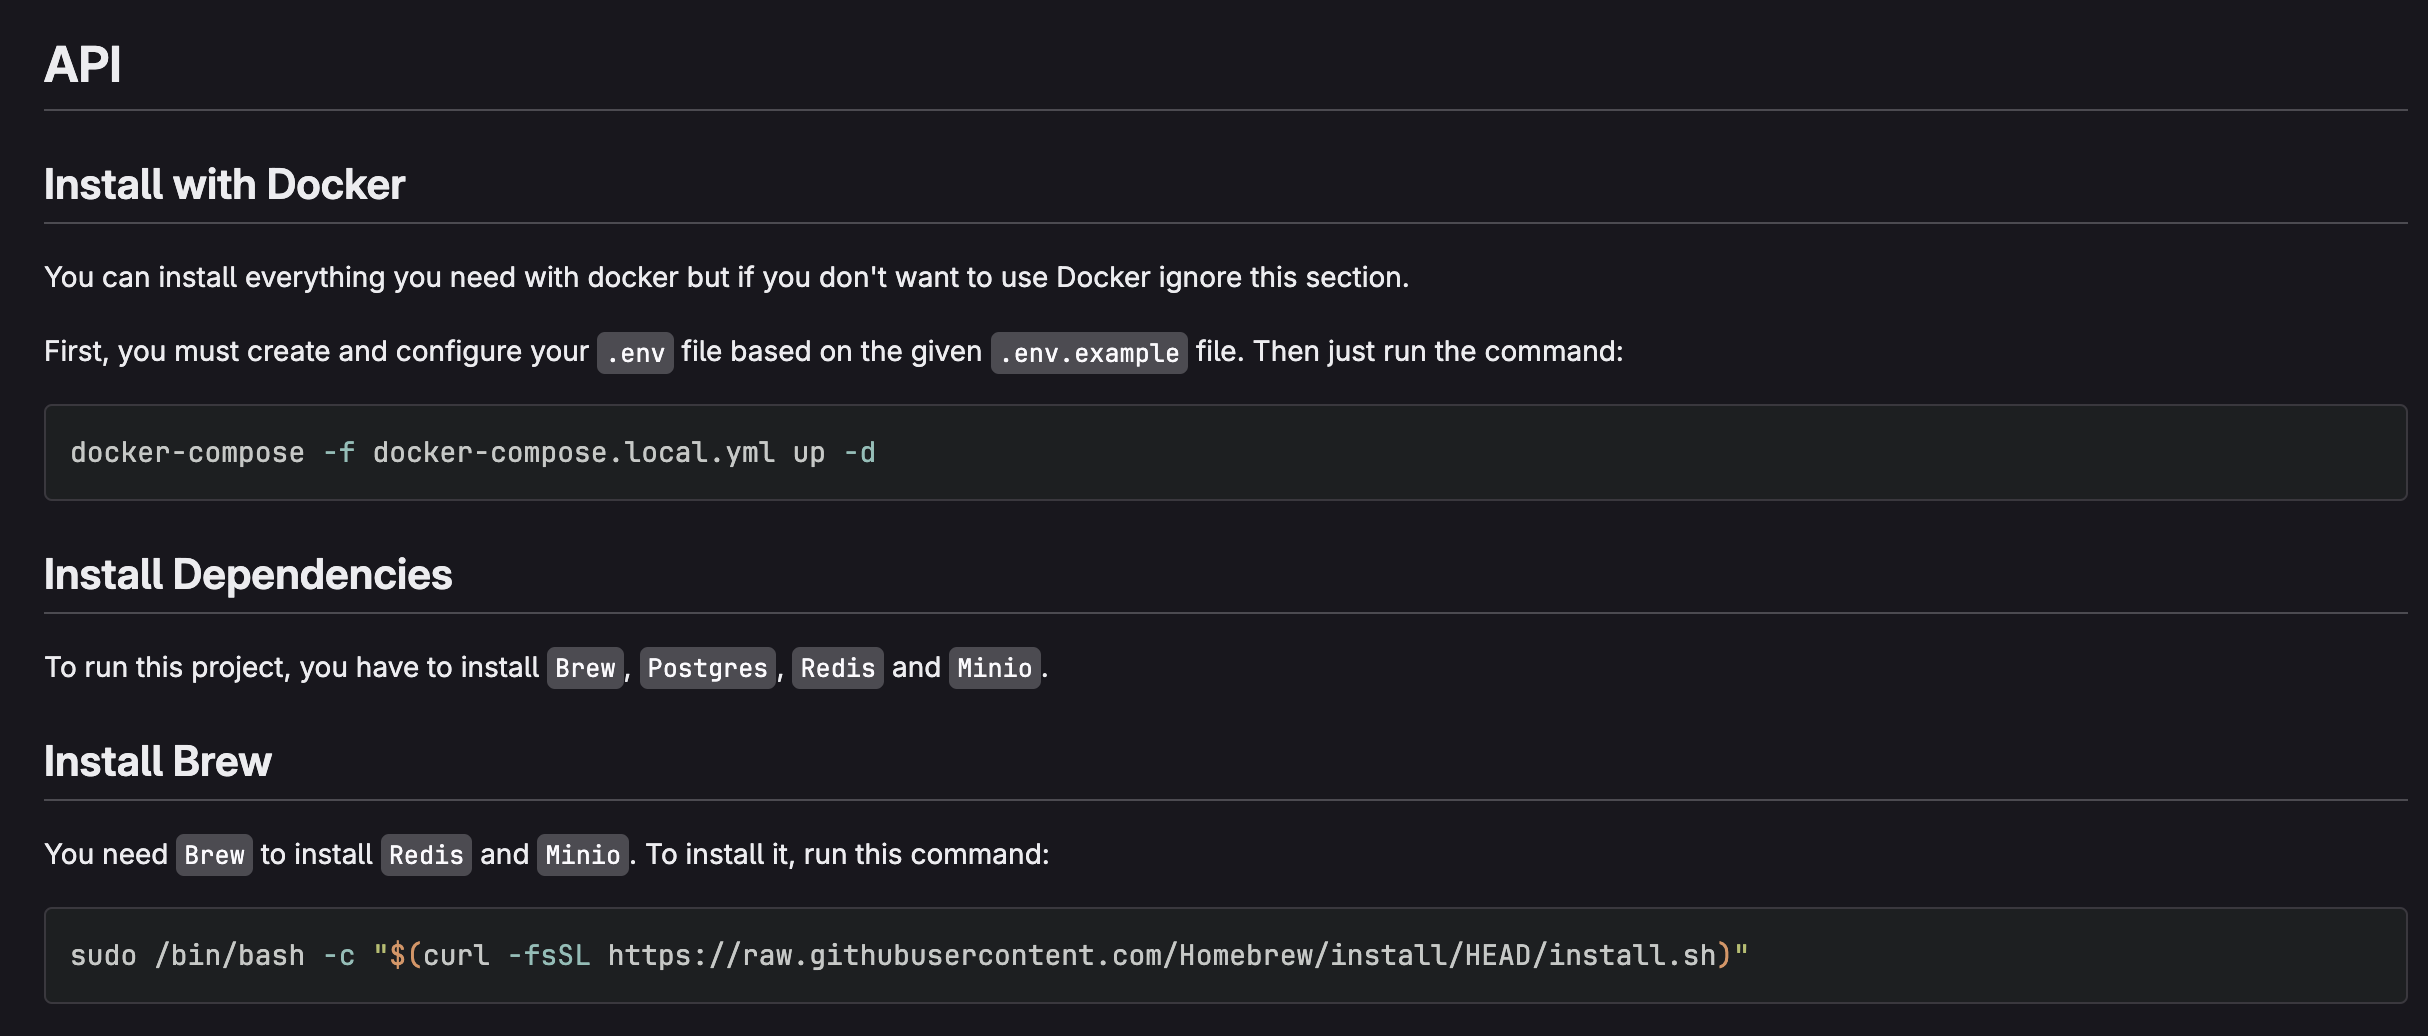 API
Install with Docker
You can install everything you need with docker but if you don't want to use Docker ignore this section.
First, you must create and configure your .env file based on the given .env.example file. Then just run the command:
docker-compose -f docker-compose.local.yml up -d
Install Dependencies
To run this project, you have to install Brew, Postgres, Redis and Minio.
Install Brew
You need Brew to install Redis and Minio. To install it, run this command:
sudo /bin/bash -c "$(curl -fsSL https://raw.githubusercontent.com/Homebrew/install/HEAD/install.sh)"